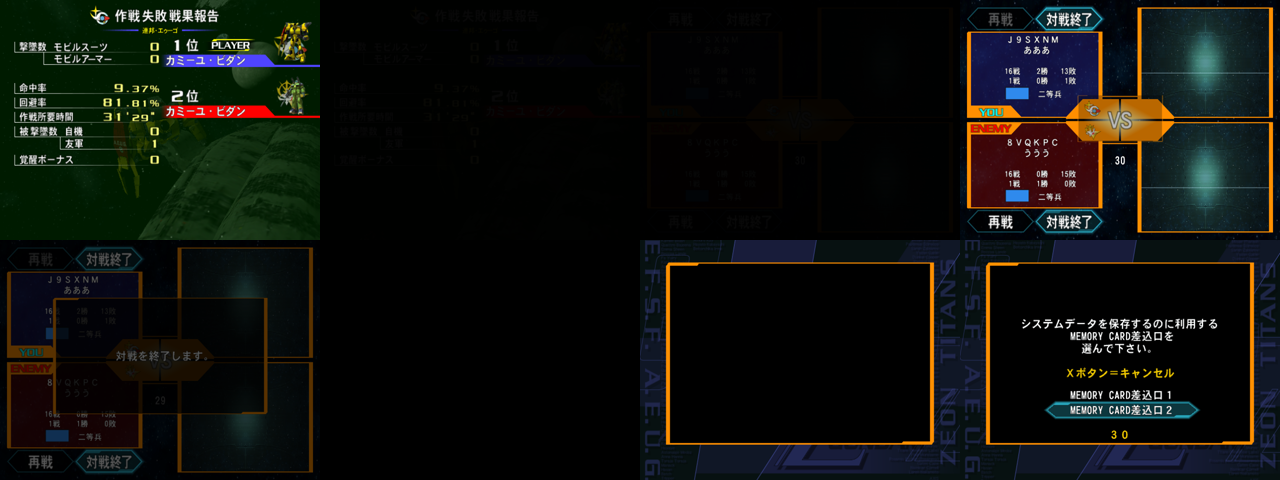 作戦失敗戦果報告
連邦・エゥーゴ
撃墜数 モビルスーツ 0
モビルアーマー 0
命中率 9.37%
回避率 81.81%
作戦所要時間 31'29"
被撃墜数 自機 0
友軍 1
覚醒ボーナス 0
1位 PLAYER
カミーユ・ビダン
2位
カミーユ・ビダン
再戦 対戦終了
J9SXNM
あああ
16戦 2勝 13敗
1戦 0勝 1敗
二等兵
YOU
VS
30
ENEMY
8VQKPC
ううう
16戦 0勝 15敗
1戦 1勝 0敗
二等兵
再戦 対戦終了
再戦 対戦終了
J9SXNM
あああ
二等兵
YOU
対戦を終了します。
29
ENEMY
ううう
二等兵
再戦 対戦終了
E.F.S.F. A.E.U.G
ZEON TITANS
システムデータを保存するのに利用する
MEMORY CARD差込口を
選んで下さい。
Xボタン=キャンセル
MEMORY CARD差込口1
MEMORY CARD差込口2
30